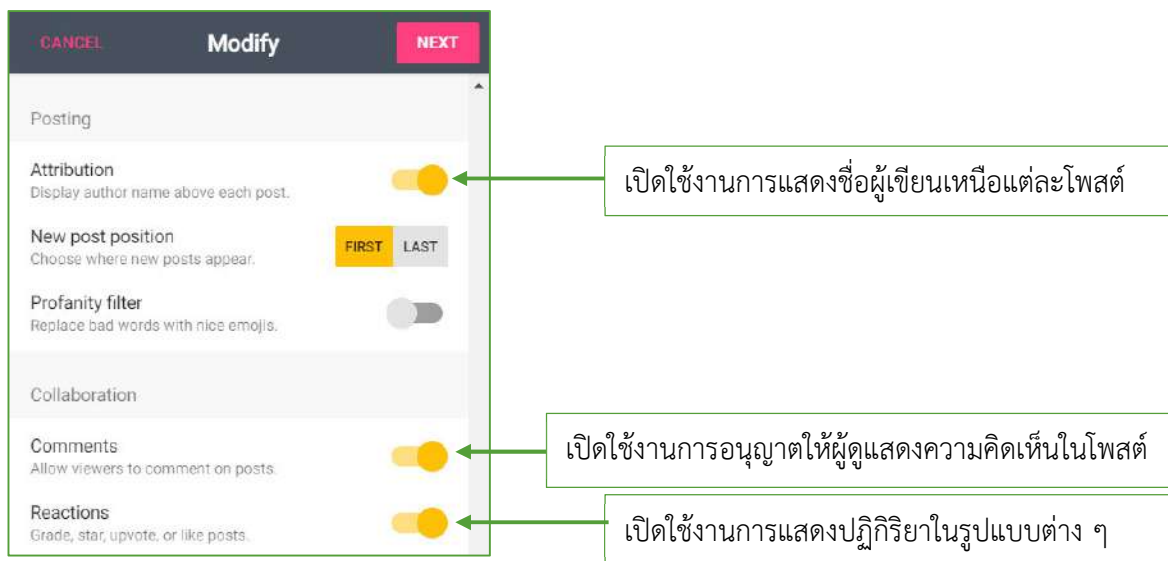 CANCEL Modify NEXT
Posting
Attribution
Display author name above each post.
เปิดใช้งานการแสดงชื่อผู้เขียนเหนือแต่ละโพสต์
New post position
Choose where new posts appear.
FIRST LAST
Profanity filter
Replace bad words with nice emojis.
Collaboration
Comments
Allow viewers to comment on posts.
เปิดใช้งานการอนุญาตให้ผู้ดูแสดงความคิดเห็นในโพสต์
Reactions
Grade, star, upvote, or like posts.
เปิดใช้งานการแสดงปฏิกิริยาในรูปแบบต่าง ๆ